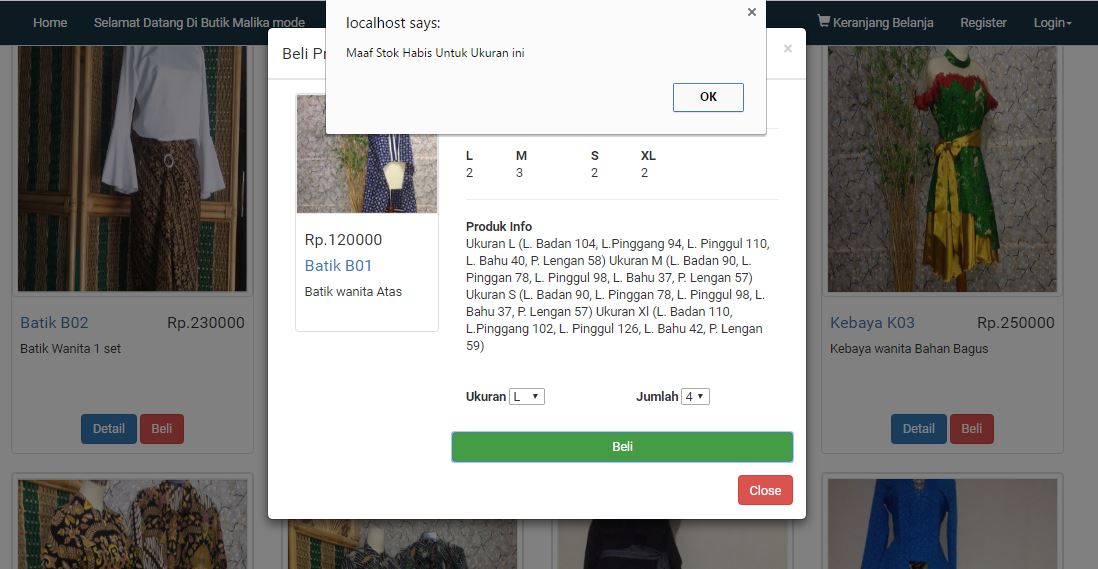 Home Selamat Datang Di Butik Malika mode Keranjang Belanja Register Login
localhost says:
Maaf Stok Habis Untuk Ukuran ini
OK
Beli Pr
L M S XL
2 3 2 2
Rp.120000
Batik B01
Batik wanita Atas
Produk Info
Ukuran L (L. Badan 104, L.Pinggang 94, L. Pinggul 110,
L. Bahu 40, P. Lengan 58) Ukuran M (L. Badan 90, L.
Pinggan 78, L. Pinggul 98, L. Bahu 37, P. Lengan 57)
Ukuran S (L. Badan 90, L. Pinggan 78, L. Pinggul 98, L.
Bahu 37, P. Lengan 57) Ukuran Xl (L. Badan 110,
L.Pinggang 102, L. Pinggul 126, L. Bahu 42, P. Lengan
59)
Ukuran L Jumlah 4
Beli
Close
Batik B02 Rp.230000
Batik Wanita 1 set
Detail Beli
Kebaya K03 Rp.250000
Kebaya wanita Bahan Bagus
Detail Beli